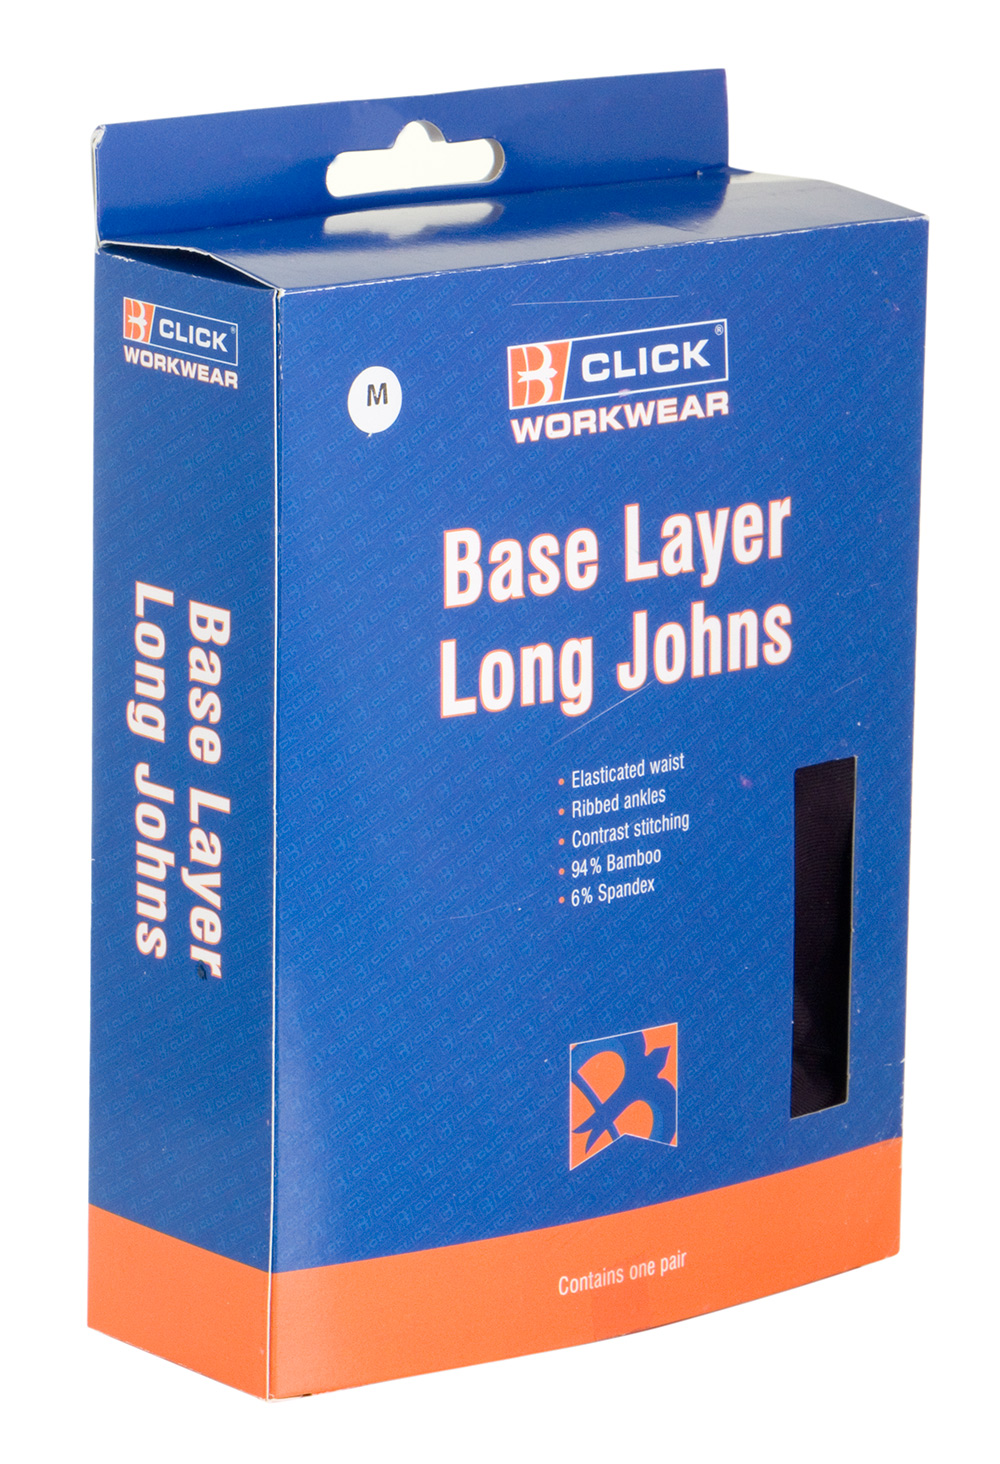 B CLICK®
WORKWEAR
Base Layer
Long Johns
M
B CLICK®
WORKWEAR
Base Layer
Long Johns
• Elasticated waist
• Ribbed ankles
• Contrast stitching
• 94% Bamboo
• 6% Spandex
B
Contains one pair